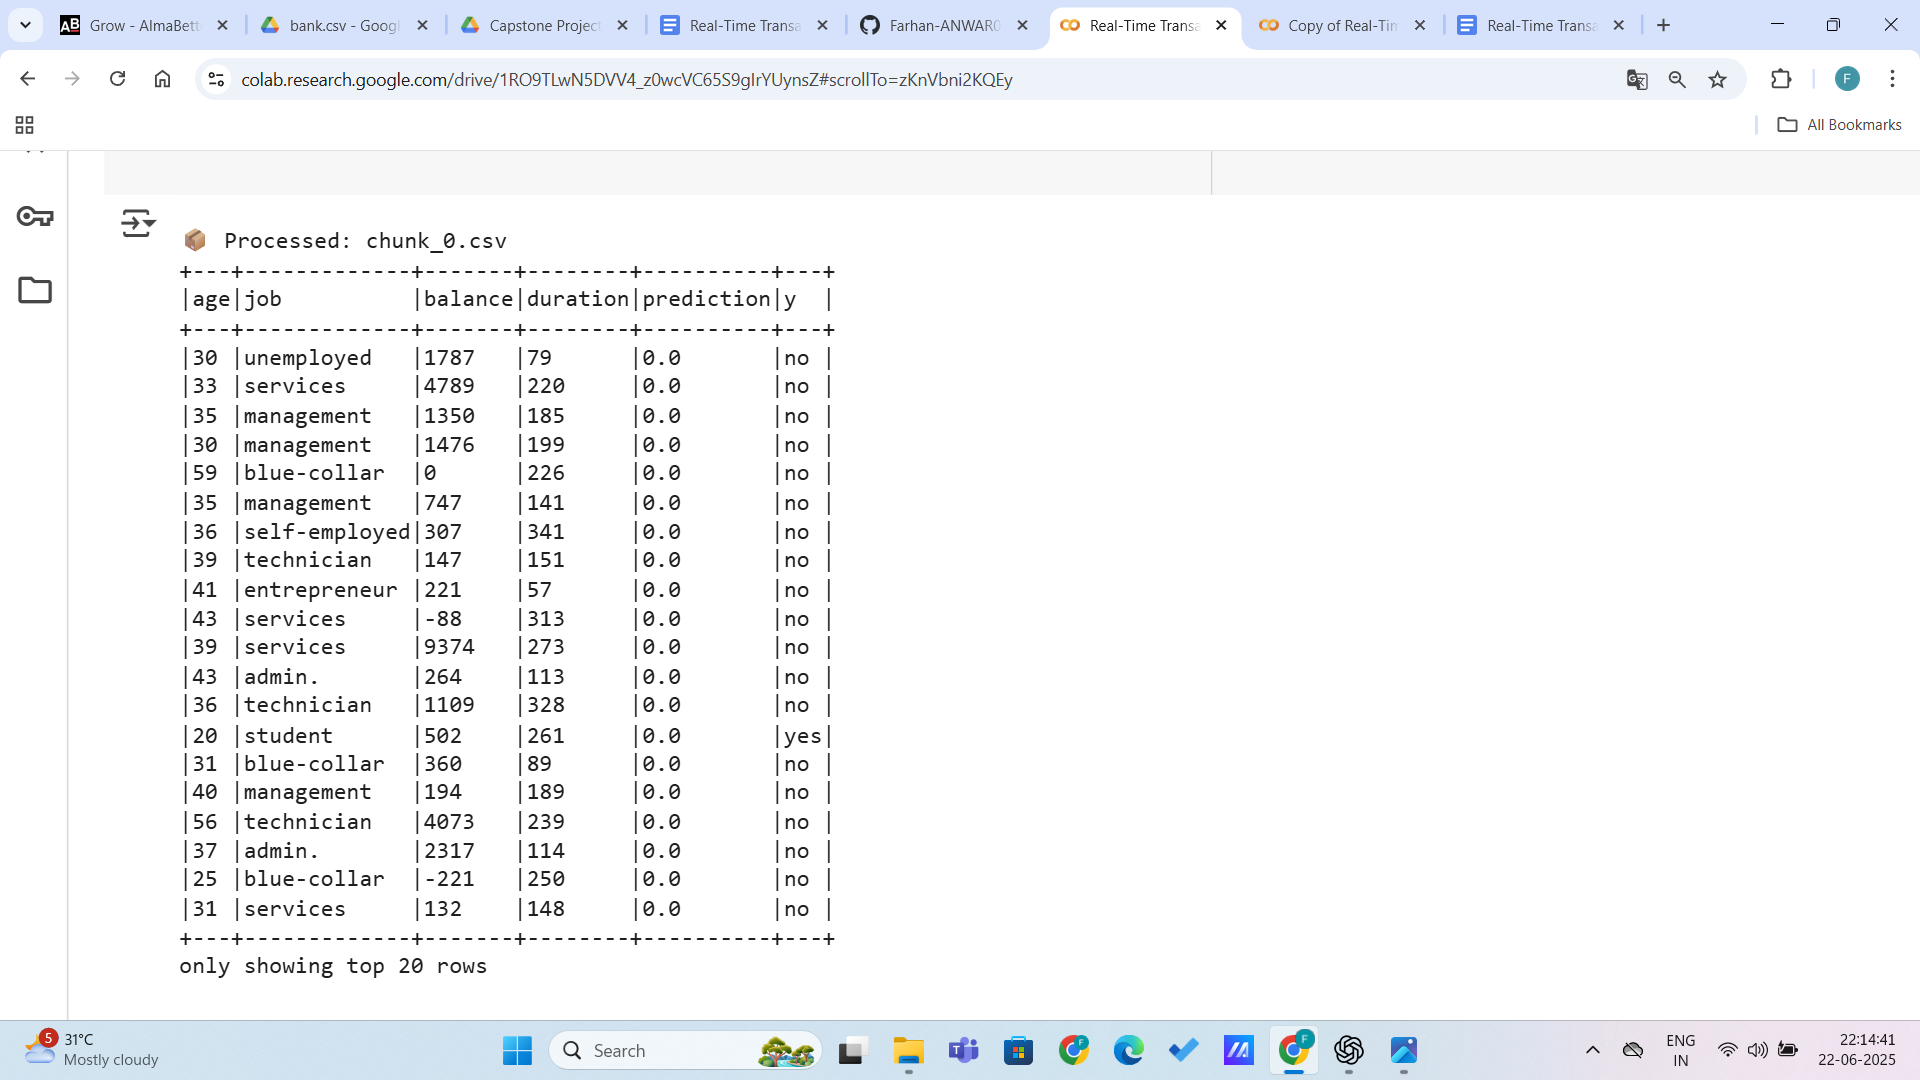 Grow - AlmaBett
bank.csv - Googl
Capstone Project
Real-Time Transa
Farhan-ANWAR0
Real-Time Transa
Copy of Real-Tim
Real-Time Transa
colab.research.google.com/drive/1RO9TLwN5DVV4_z0wcVC65S9gIrYUynsZ#scrollTo=zKnVbni2KQEy
F
All Bookmarks
Processed: chunk_0.csv
+---+-------------+-------+--------+----------+---+
|age|job          |balance|duration|prediction|y  |
+---+-------------+-------+--------+----------+---+
|30 |unemployed   |1787   |79      |0.0       |no |
|33 |services     |4789   |220     |0.0       |no |
|35 |management   |1350   |185     |0.0       |no |
|30 |management   |1476   |199     |0.0       |no |
|59 |blue-collar  |0      |226     |0.0       |no |
|35 |management   |747    |141     |0.0       |no |
|36 |self-employed|307    |341     |0.0       |no |
|39 |technician   |147    |151     |0.0       |no |
|41 |entrepreneur |221    |57      |0.0       |no |
|43 |services     |-88    |313     |0.0       |no |
|39 |services     |9374   |273     |0.0       |no |
|43 |admin.       |264    |113     |0.0       |no |
|36 |technician   |1109   |328     |0.0       |no |
|20 |student      |502    |261     |0.0       |yes|
|31 |blue-collar  |360    |89      |0.0       |no |
|40 |management   |194    |189     |0.0       |no |
|56 |technician   |4073   |239     |0.0       |no |
|37 |admin.       |2317   |114     |0.0       |no |
|25 |blue-collar  |-221   |250     |0.0       |no |
|31 |services     |132    |148     |0.0       |no |
+---+-------------+-------+--------+----------+---+
only showing top 20 rows
5
31°C
Mostly cloudy
Search
ENG
IN
22:14:41
22-06-2025